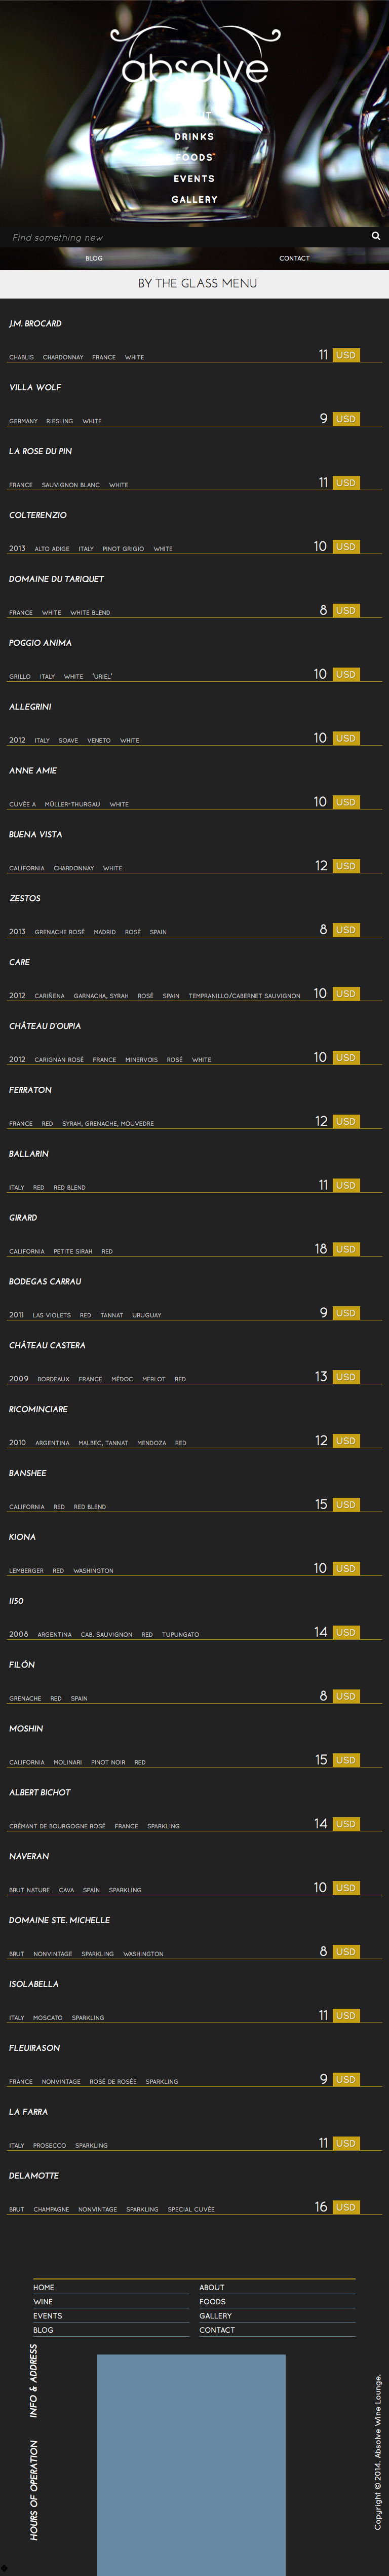 absolve
DRINKS
FOODS
EVENTS
GALLERY
Find something new
BLOG CONTACT
BY THE GLASS MENU
J.M. BROCARD
CHABLIS CHARDONNAY FRANCE WHITE 11 USD
VILLA WOLF
GERMANY RIESLING WHITE 9 USD
LA ROSE DU PIN
FRANCE SAUVIGNON BLANC WHITE 11 USD
COLTERENZIO
2013 ALTO ADIGE ITALY PINOT GRIGIO WHITE 10 USD
DOMAINE DU TARIQUET
FRANCE WHITE WHITE BLEND 8 USD
POGGIO ANIMA
GRILLO ITALY WHITE 'URIEL' 10 USD
ALLEGRINI
2012 ITALY SOAVE VENETO WHITE 10 USD
ANNE AMIE
CUVÉE A MÜLLER-THURGAU WHITE 10 USD
BUENA VISTA
CALIFORNIA CHARDONNAY WHITE 12 USD
ZESTOS
2013 GRENACHE ROSÉ MADRID ROSÉ SPAIN 8 USD
CARE
2012 CARIÑENA GARNACHA, SYRAH ROSÉ SPAIN TEMPRANILLO/CABERNET SAUVIGNON 10 USD
CHÂTEAU D'OUPIA
2012 CARIGNAN ROSÉ FRANCE MINERVOIS ROSÉ WHITE 10 USD
FERRATON
FRANCE RED SYRAH, GRENACHE, MOUVEDRE 12 USD
BALLARIN
ITALY RED RED BLEND 11 USD
GIRARD
CALIFORNIA PETITE SIRAH RED 18 USD
BODEGAS CARRAU
2011 LAS VIOLETS RED TANNAT URUGUAY 9 USD
CHÂTEAU CASTERA
2009 BORDEAUX FRANCE MÉDOC MERLOT RED 13 USD
RICOMINCIARE
2010 ARGENTINA MALBEC, TANNAT MENDOZA RED 12 USD
BANSHEE
CALIFORNIA RED RED BLEND 15 USD
KIONA
LEMBERGER RED WASHINGTON 10 USD
1150
2008 ARGENTINA CAB. SAUVIGNON RED TUPUNGATO 14 USD
FILÓN
GRENACHE RED SPAIN 8 USD
MOSHIN
CALIFORNIA MOLINARI PINOT NOIR RED 15 USD
ALBERT BICHOT
CRÉMANT DE BOURGOGNE ROSÉ FRANCE SPARKLING 14 USD
NAVERAN
BRUT NATURE CAVA SPAIN SPARKLING 10 USD
DOMAINE STE. MICHELLE
BRUT NONVINTAGE SPARKLING WASHINGTON 8 USD
ISOLABELLA
ITALY MOSCATO SPARKLING 11 USD
FLEUIRASON
FRANCE NONVINTAGE ROSÉ DE ROSÉE SPARKLING 9 USD
LA FARRA
ITALY PROSECCO SPARKLING 11 USD
DELAMOTTE
BRUT CHAMPAGNE NONVINTAGE SPARKLING SPECIAL CUVÉE 16 USD
HOME ABOUT
WINE FOODS
EVENTS GALLERY
BLOG CONTACT
INFO & ADDRESS
HOURS OF OPERATION
Copyright © 2014. Absolve Wine Lounge.